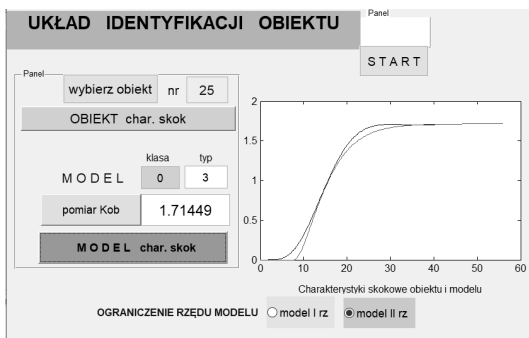 UKŁAD IDENTYFIKACJI OBIEKTU
Panel
START
Panel
wybierz obiekt nr 25
OBIEKT char. skok
klasa typ
MODEL 0 3
pomiar Kob 1.71449
MODEL char. skok
2
1.5
1
0.5
0
0 10 20 30 40 50 60
Charakterystyki skokowe obiektu i modelu
OGRANICZENIE RZĘDU MODELU model I rz model II rz